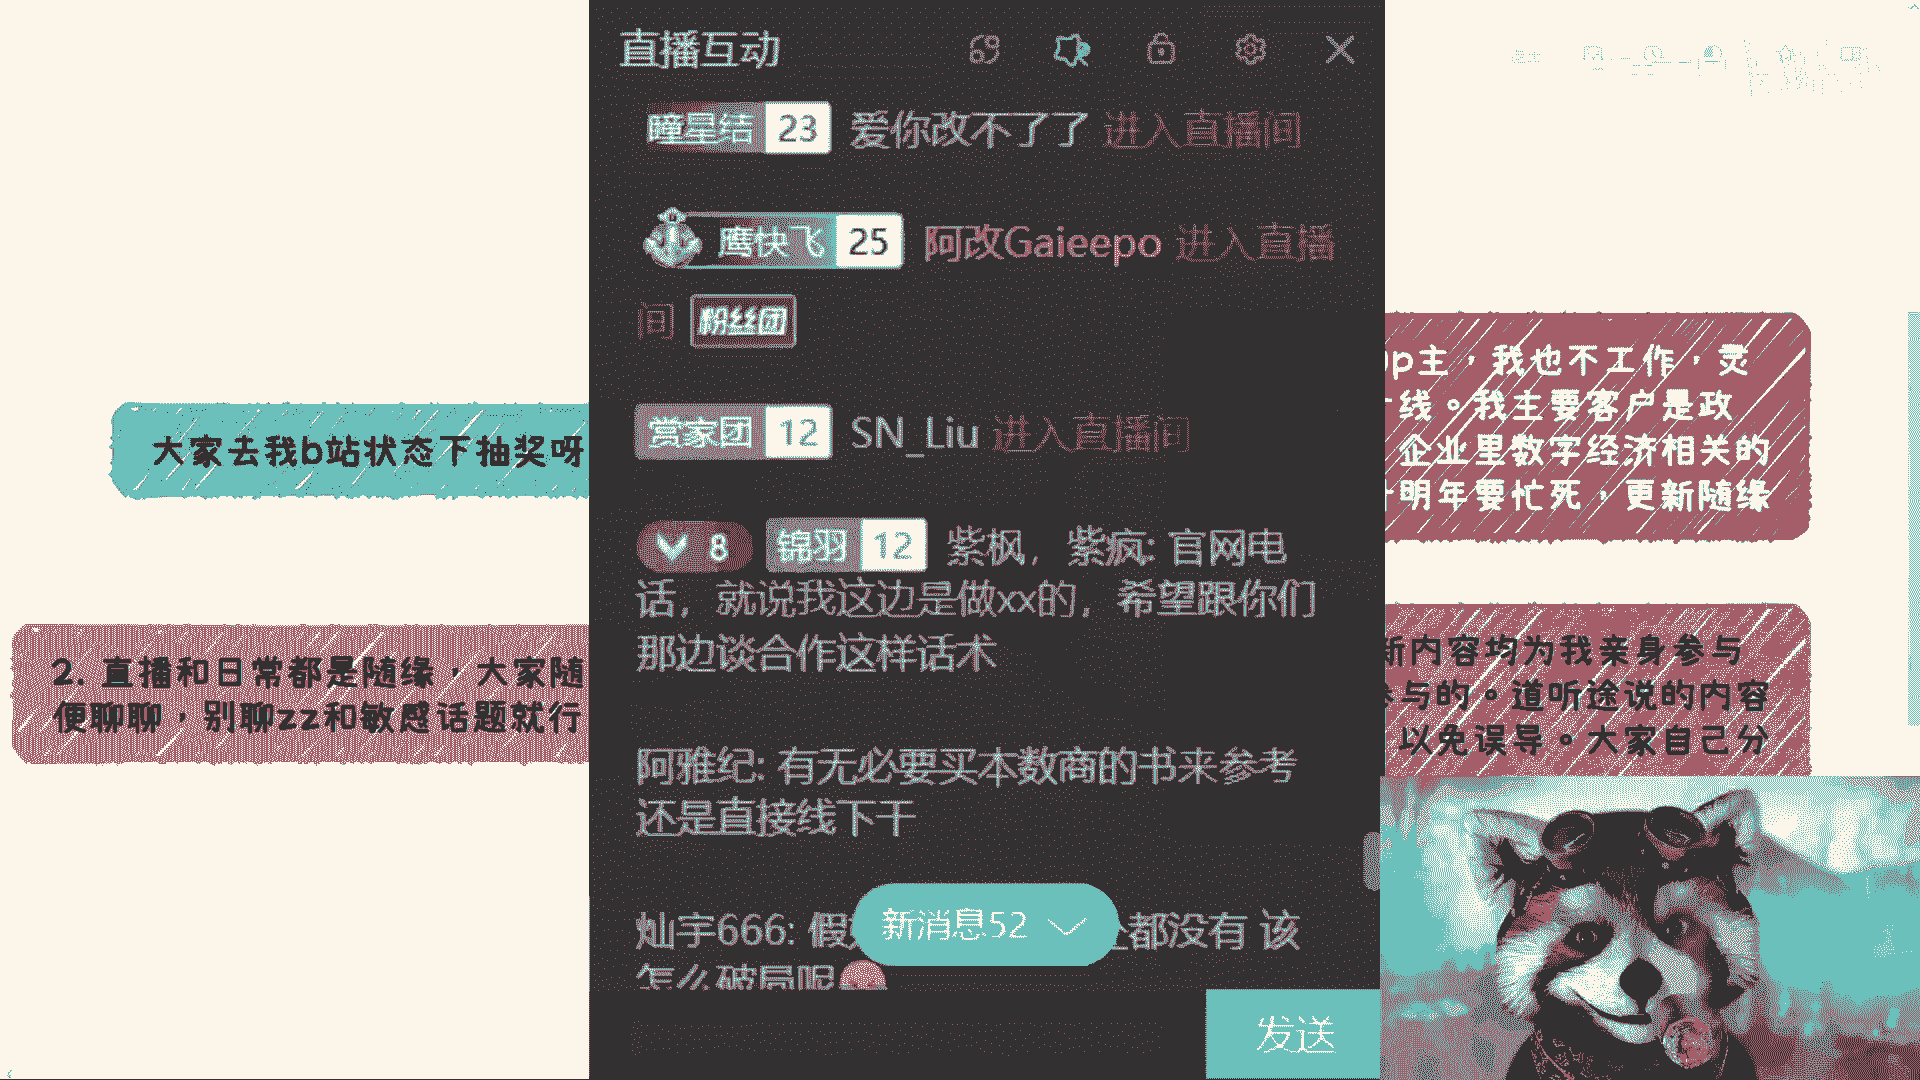 直播互动
瞳星结 23 爱你改不了了 进入直播间
鹰快飞 25 阿改Gaieepo 进入直播
间 粉丝团
赏家团 12 SN_Liu 进入直播间
8 锦羽 12 紫枫，紫疯: 官网电
话，就说我这边是做xx的，希望跟你们
那边谈合作这样话术
阿雅纪: 有无必要买本数商的书来参考
还是直接线下干
灿宇666: 假
都没有 该
怎么破局呢
新消息52
发送
大家去我b站状态下抽奖呀
2. 直播和日常都是随缘，大家随
便聊聊，别聊zz和敏感话题就行
p主，我也不工作，灵
线。我主要客户是政
企业里数字经济相关的
明年要忙死，更新随缘
新内容均为我亲身参与
参与的。道听途说的内容
以免误导。大家自己分